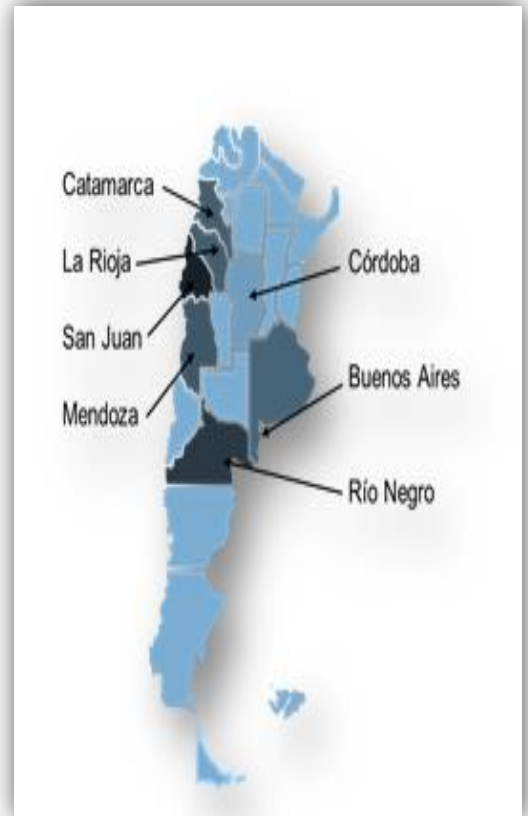 Catamarca
La Rioja
San Juan
Mendoza
Córdoba
Buenos Aires
Río Negro